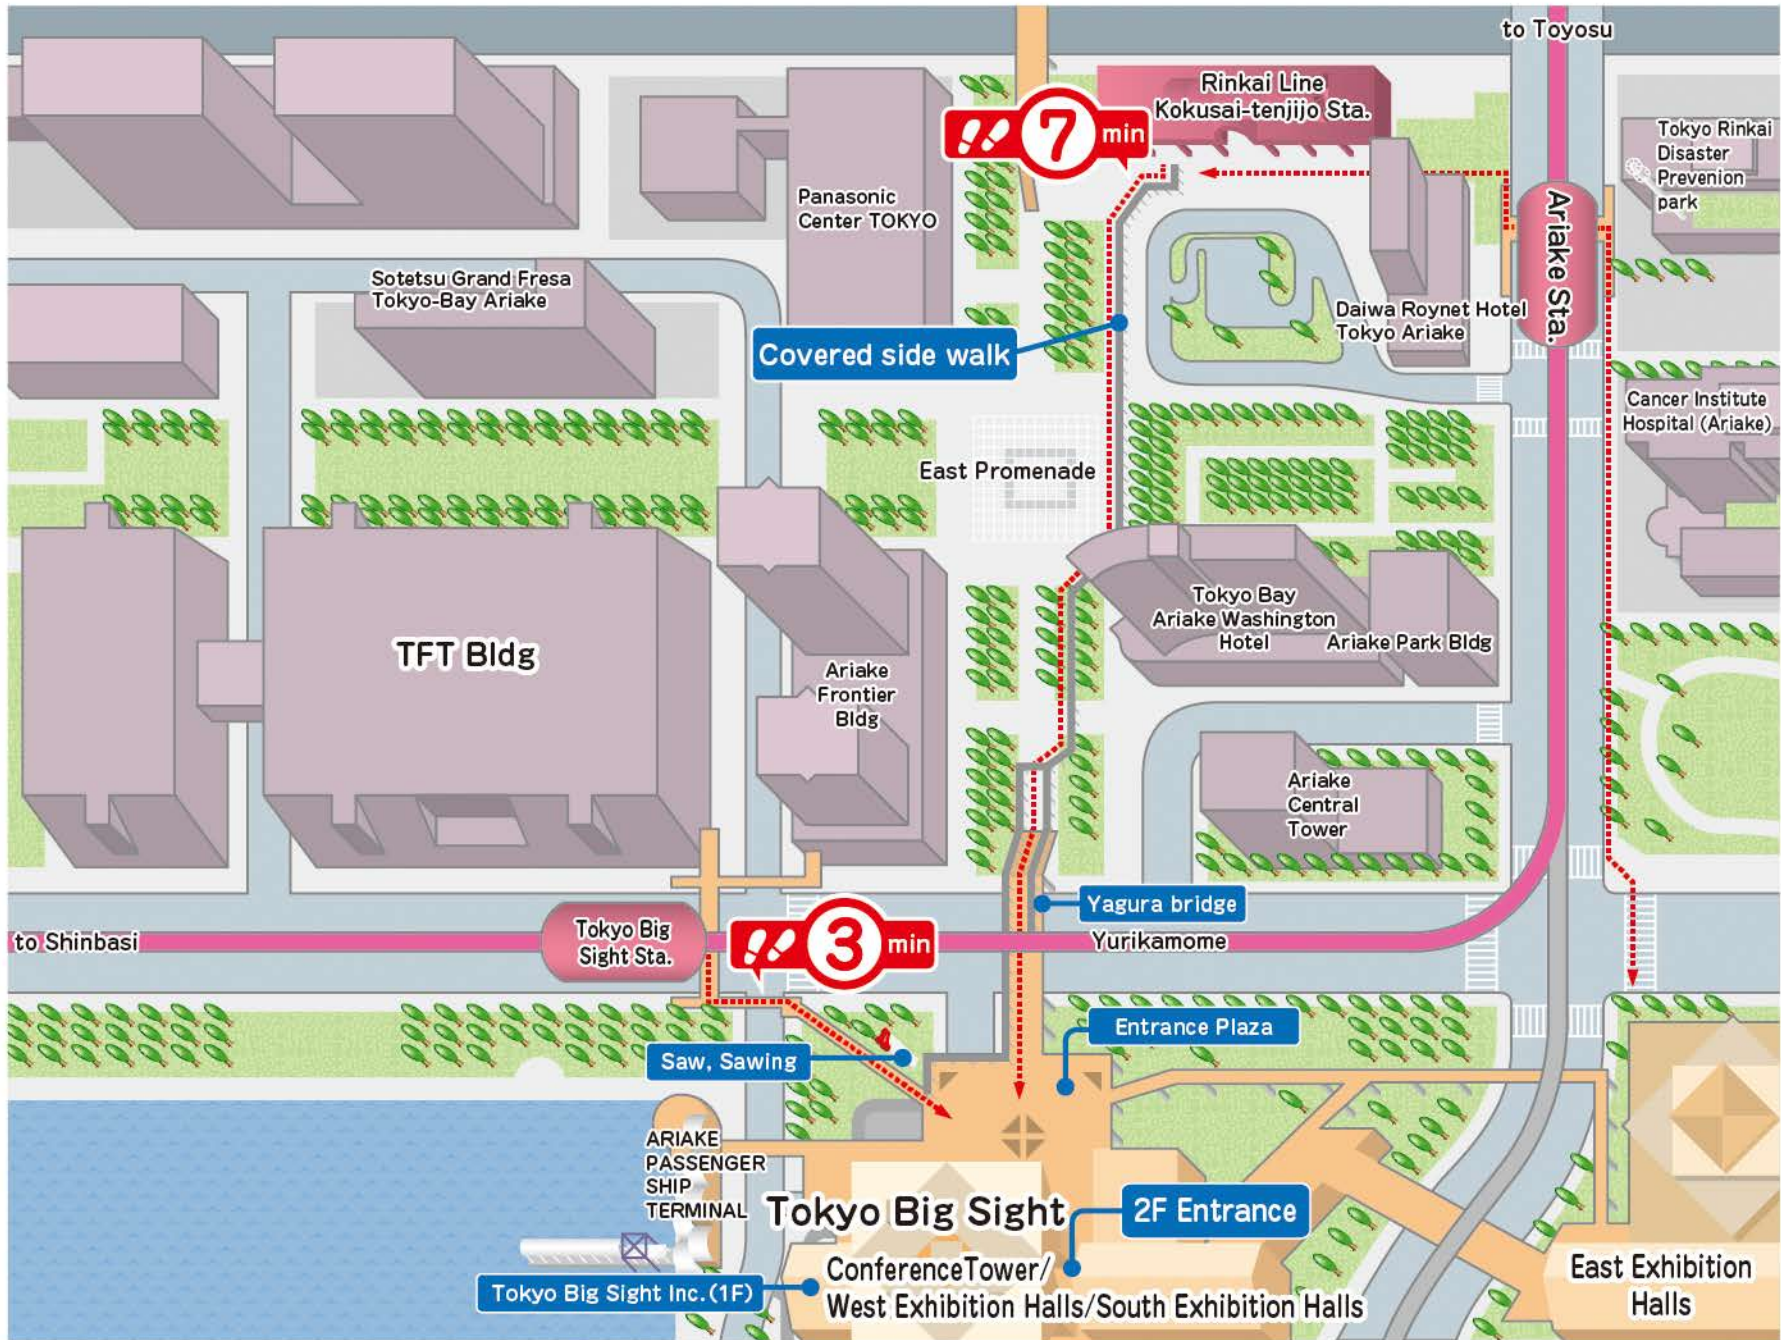 to Toyosu
Rinkai Line
Kokusai-tenjijo Sta.
7 min
Tokyo Rinkai
Disaster
Prevenion
park
Panasonic
Center TOKYO
Ariake Sta.
Sotetsu Grand Fresa
Tokyo-Bay Ariake
Daiwa Roynet Hotel
Tokyo Ariake
Covered side walk
Cancer Institute
Hospital (Ariake)
East Promenade
Tokyo Bay
Ariake Washington
Hotel
Ariake Park Bldg
TFT Bldg
Ariake
Frontier
Bldg
Ariake
Central
Tower
Yagura bridge
to Shinbasi
Tokyo Big
Sight Sta.
3 min
Yurikamome
Entrance Plaza
Saw, Sawing
ARIAKE
PASSENGER
SHIP
TERMINAL
Tokyo Big Sight
2F Entrance
ConferenceTower/
West Exhibition Halls/South Exhibition Halls
Tokyo Big Sight Inc.(1F)
East Exhibition
Halls